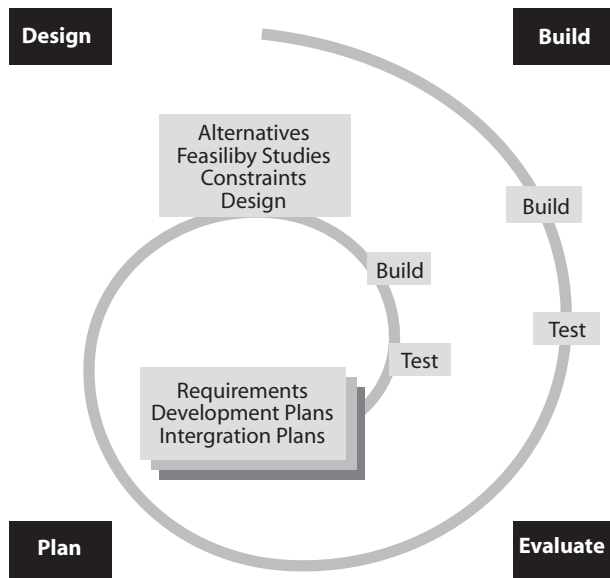 Design
Build
Alternatives
Feasiliby Studies
Constraints
Design
Build
Build
Test
Test
Requirements
Development Plans
Intergration Plans
Plan
Evaluate